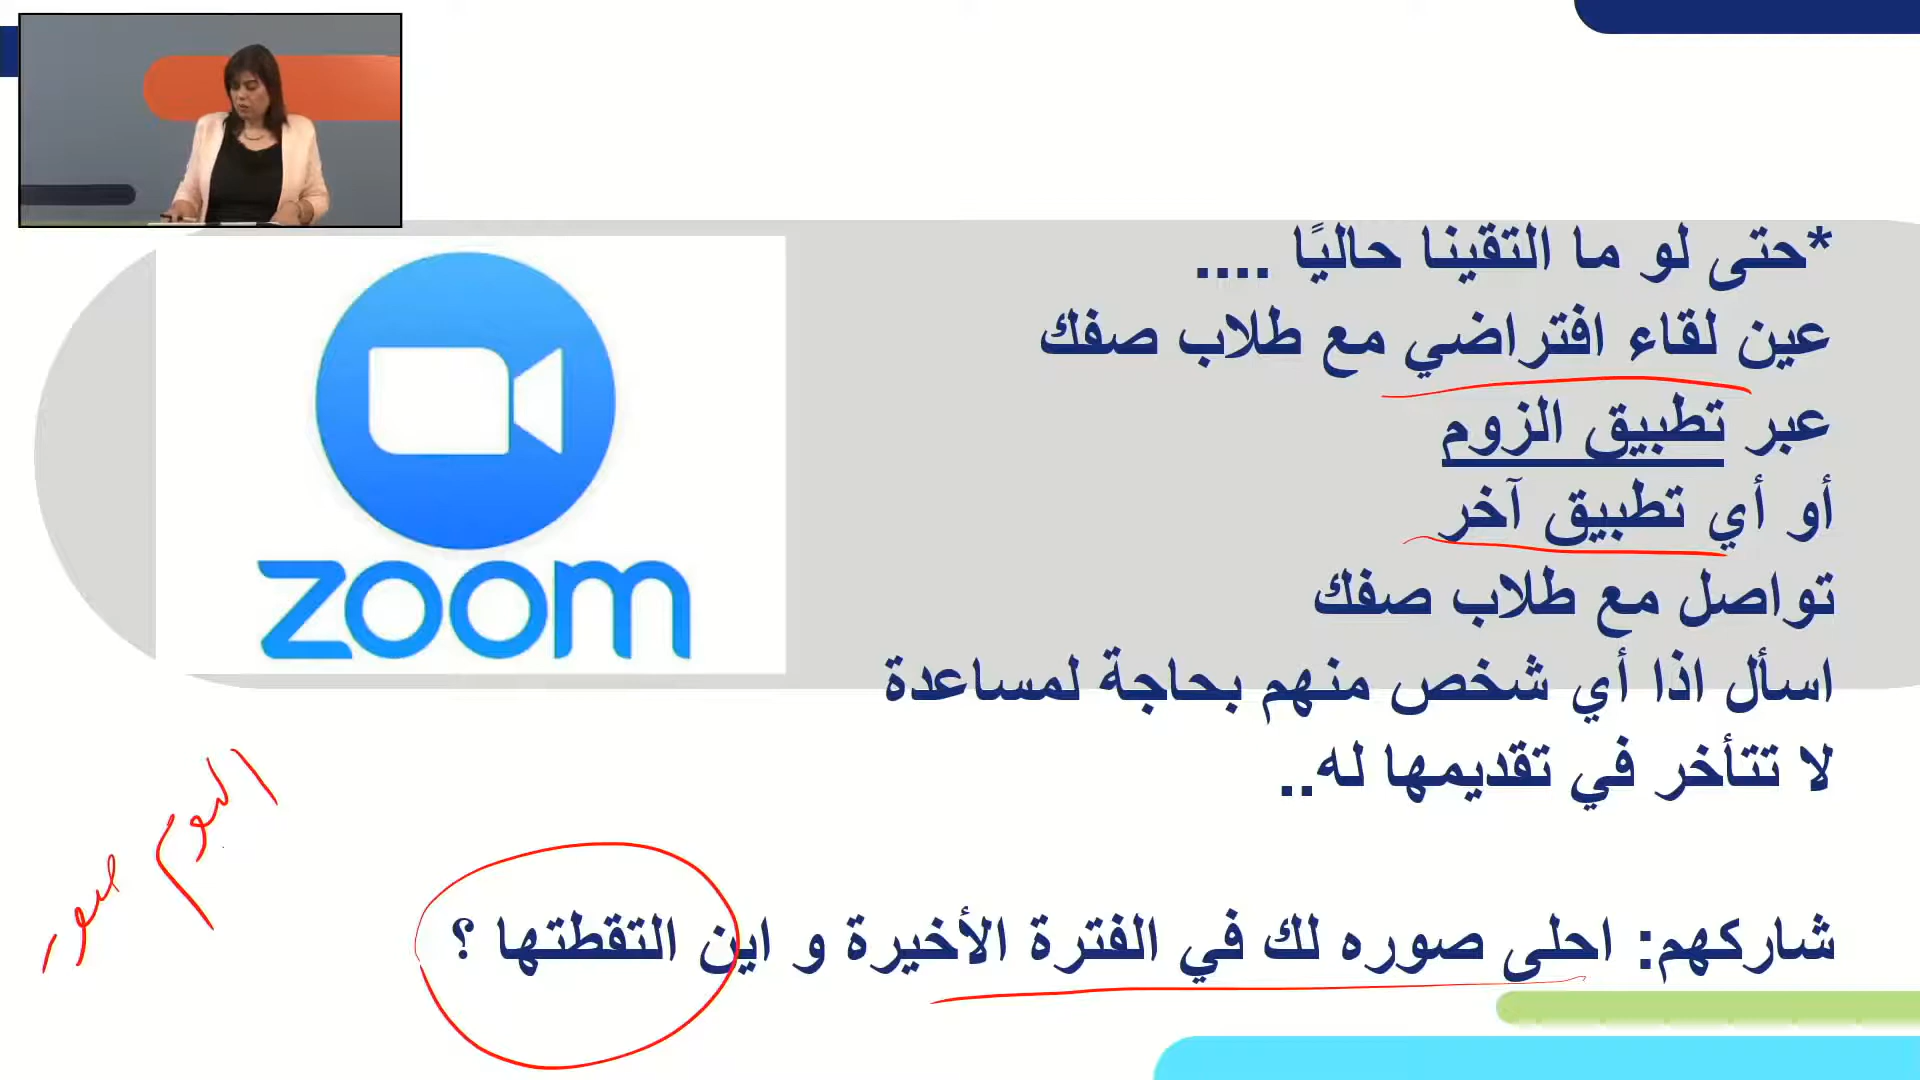 *حتى لو ما التقينا حاليًا ....
عين لقاء افتراضي مع طلاب صفك
عبر تطبيق الزوم
أو أي تطبيق آخر
تواصل مع طلاب صفك
اسأل اذا أي شخص منهم بحاجة لمساعدة
لا تتأخر في تقديمها له..
شاركهم: احلى صوره لك في الفترة الأخيرة و اين التقطتها ؟
zoom